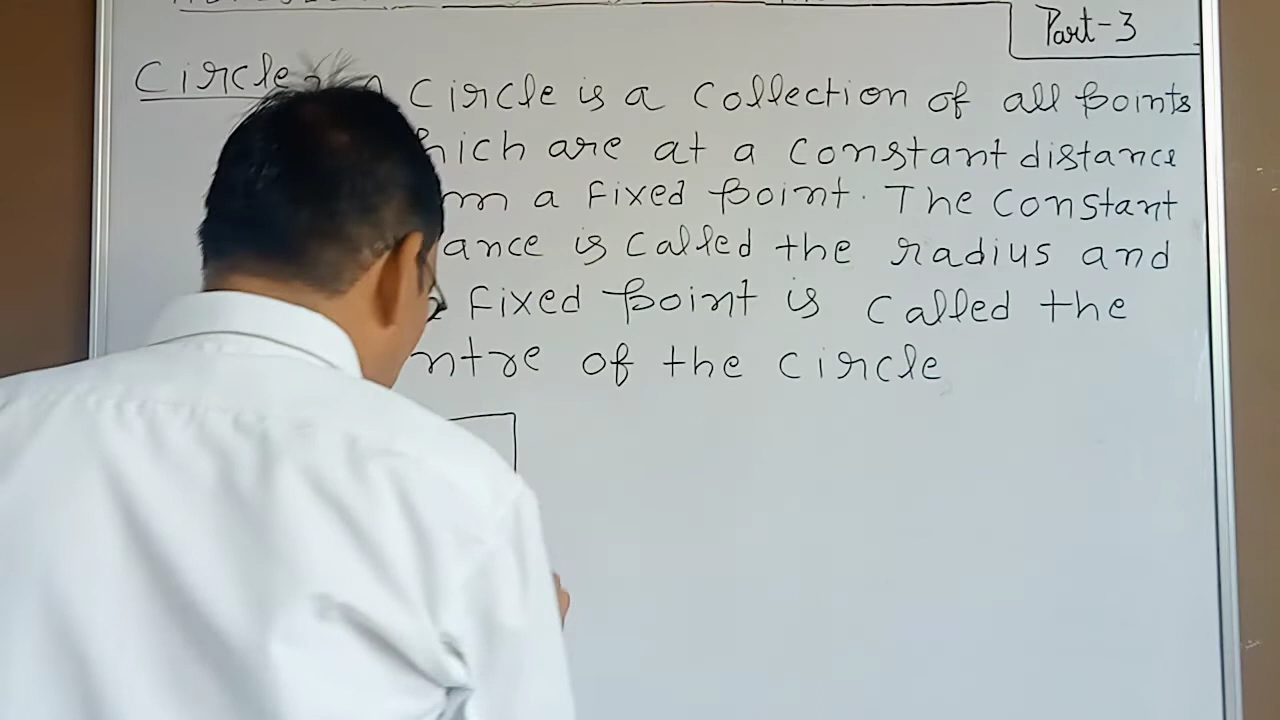 Part-3
Circle
Circle is a collection of all points
hich are at a constant distance
m a fixed point. The constant
ance is called the radius and
fixed point is called the
ntre of the circle